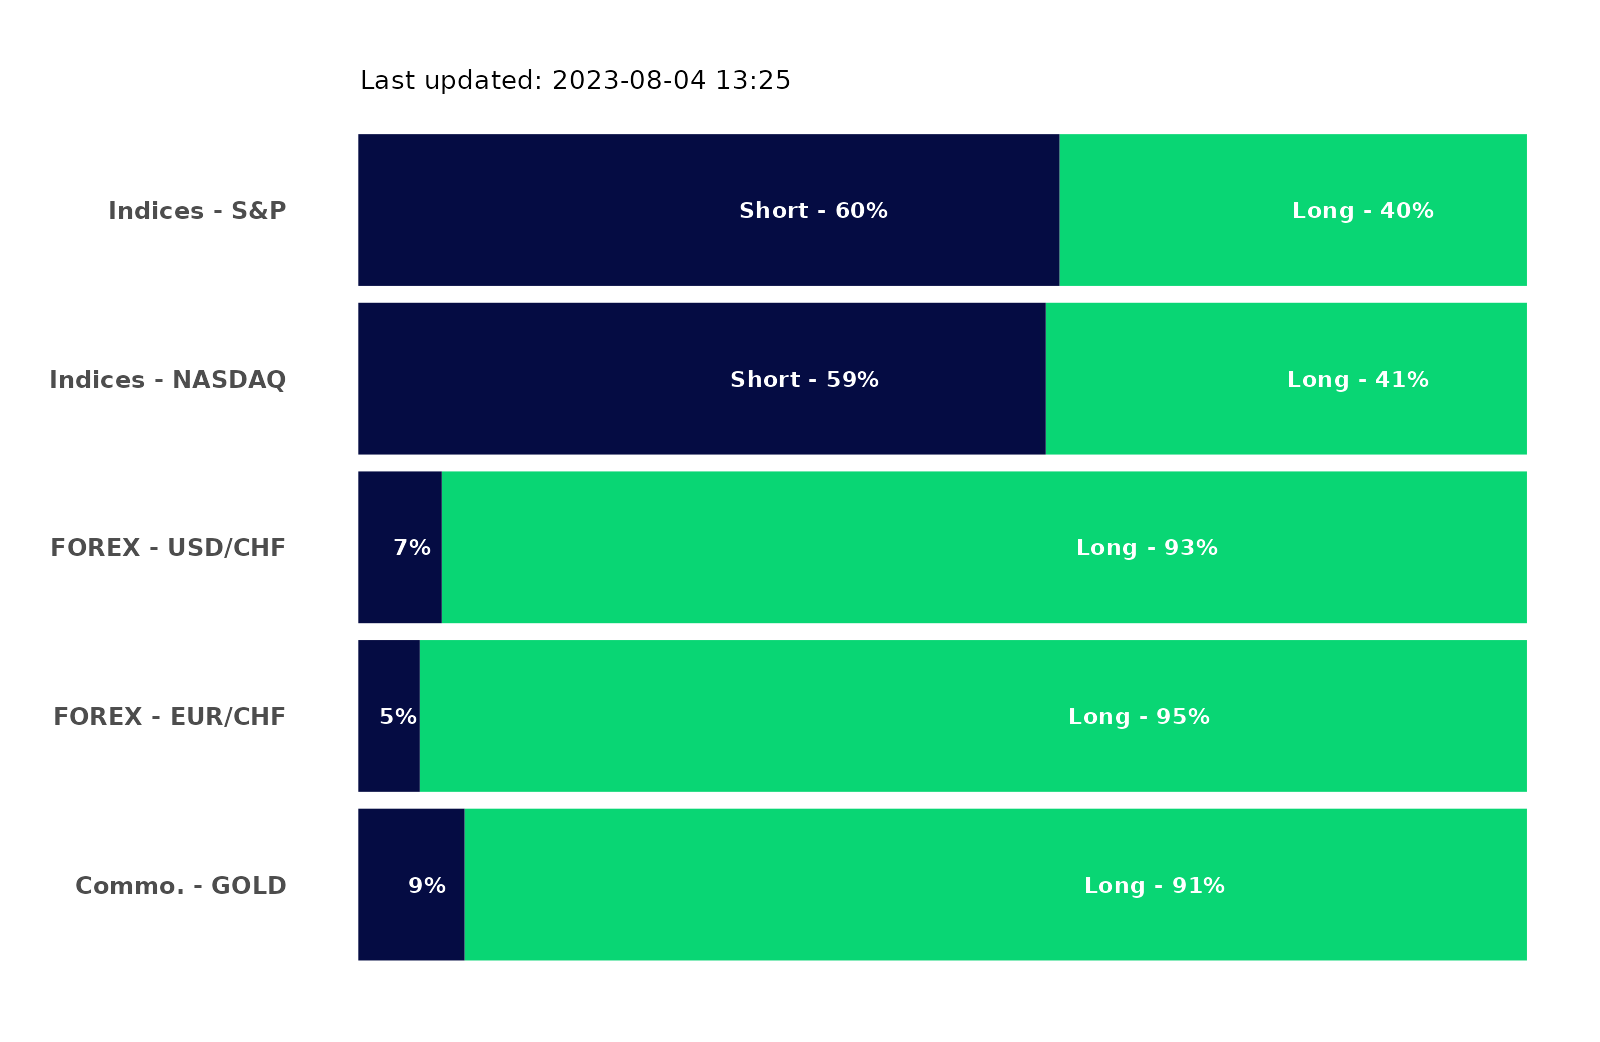 Last updated: 2023-08-04 13:25
Indices - S&P Short - 60% Long - 40%
Indices - NASDAQ Short - 59% Long - 41%
FOREX - USD/CHF 7% Long - 93%
FOREX - EUR/CHF 5% Long - 95%
Commo. - GOLD 9% Long - 91%